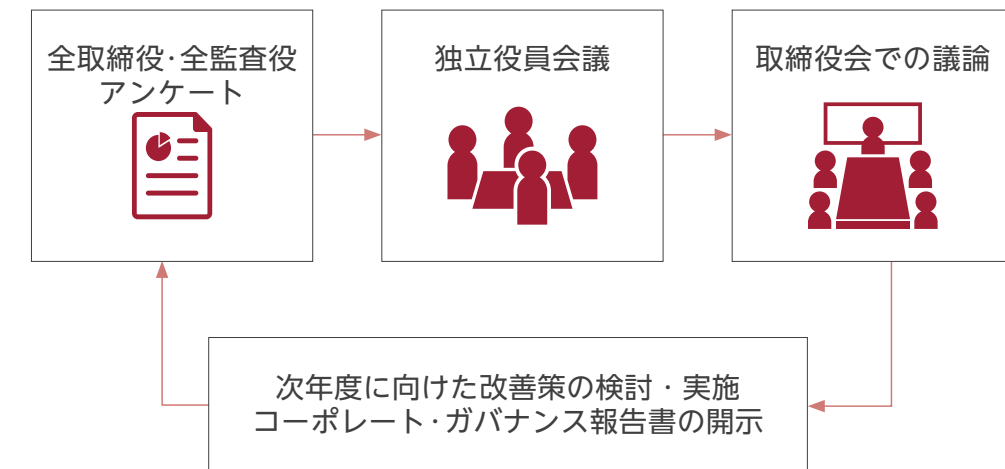 全取締役･全監査役
アンケート
独立役員会議
取締役会での議論
次年度に向けた改善策の検討・実施
コーポレート･ガバナンス報告書の開示